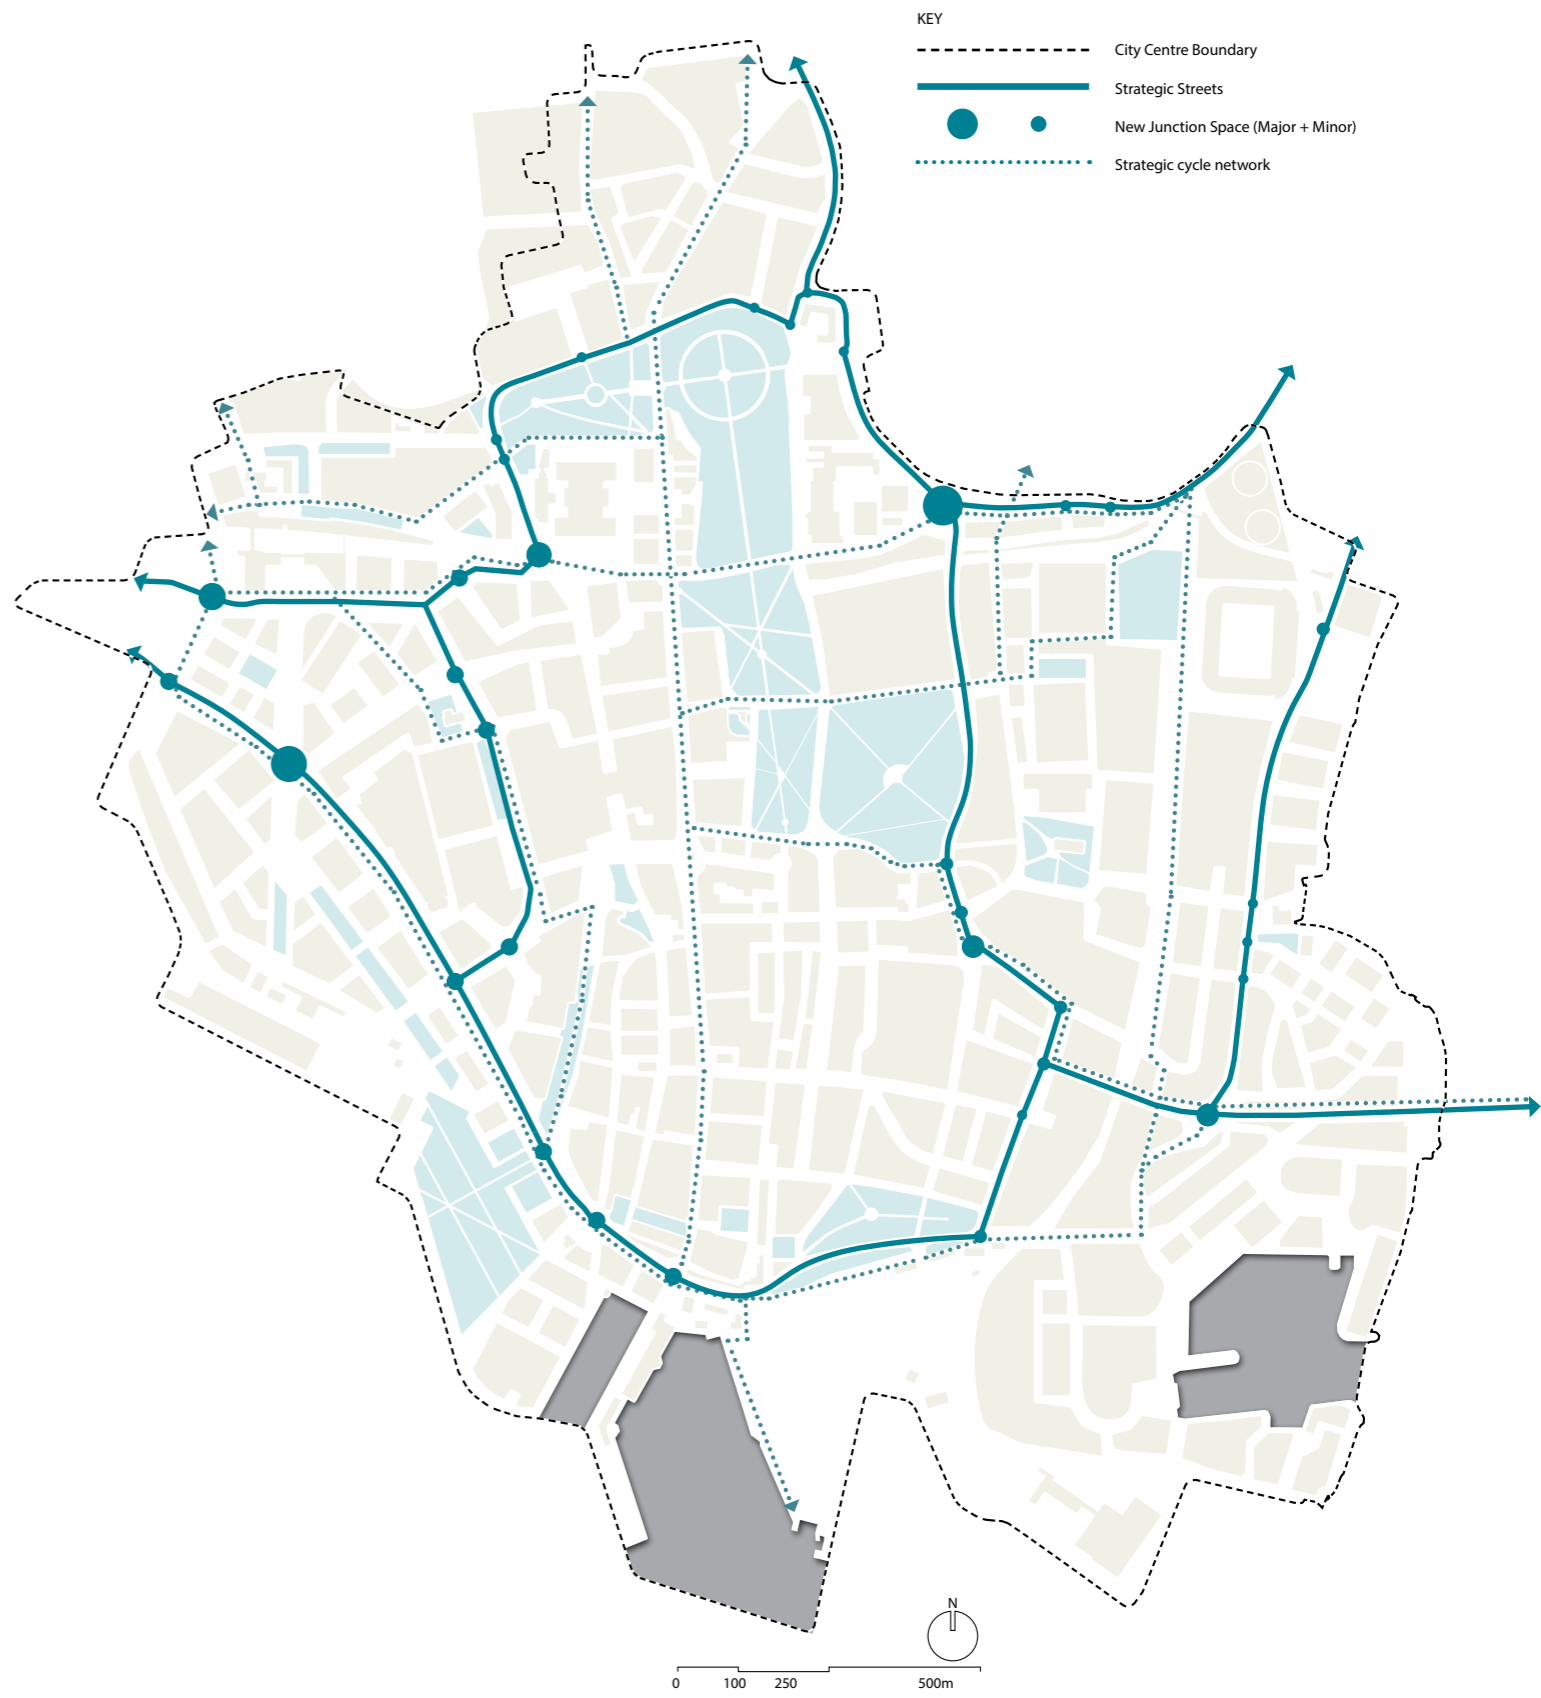 KEY
City Centre Boundary
Strategic Streets
New Junction Space (Major + Minor)
Strategic cycle network
N
0 100 250 500m